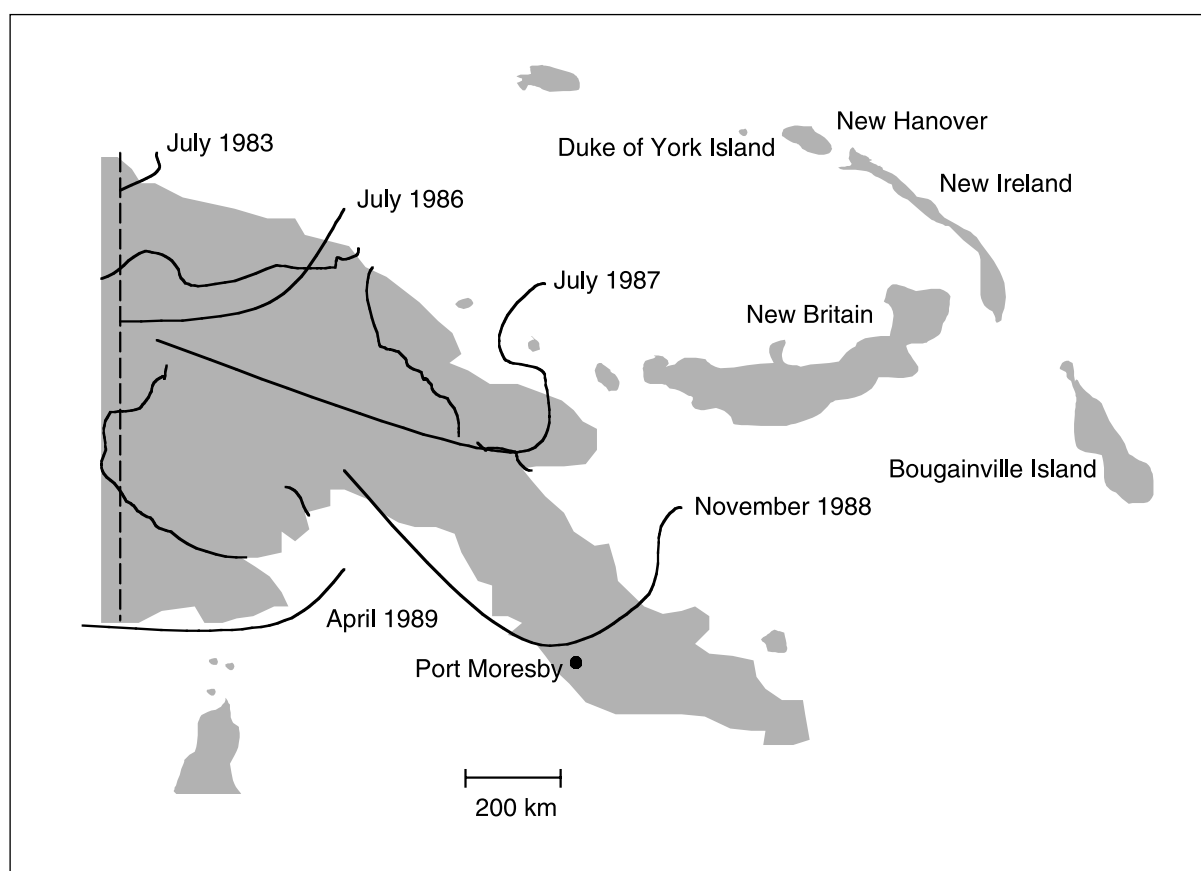 July 1983
New Hanover
Duke of York Island
New Ireland
July 1986
July 1987
New Britain
Bougainville Island
November 1988
April 1989
Port Moresby
200 km